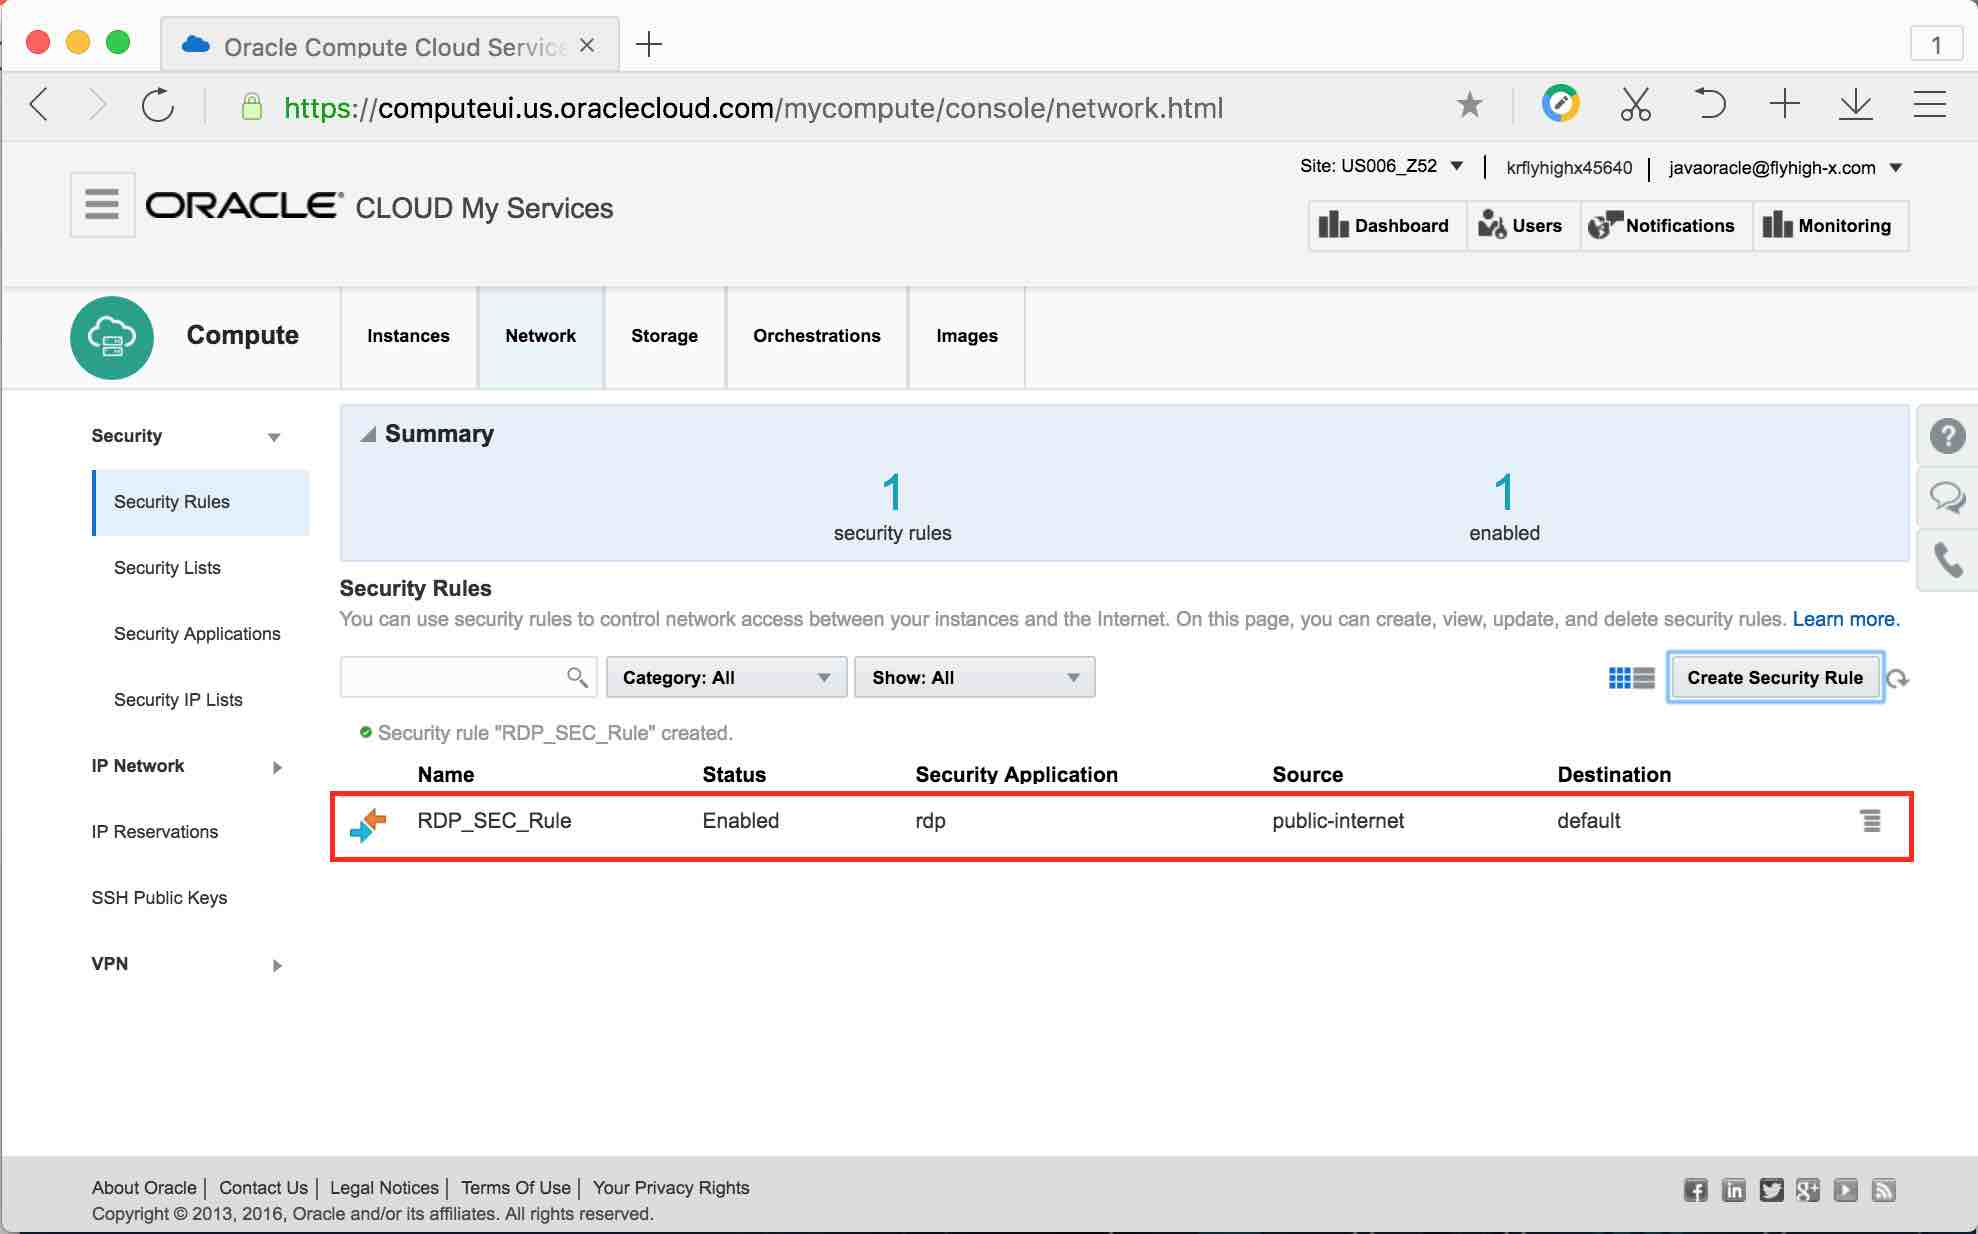 Oracle Compute Cloud Service
1
https://computeui.us.oraclecloud.com/mycompute/console/network.html
Site: US006_Z52 | krflyhighx45640 | javaoracle@flyhigh-x.com
ORACLE® CLOUD My Services
Dashboard Users Notifications Monitoring
Compute Instances Network Storage Orchestrations Images
Security
Security Rules
Security Lists
Security Applications
Security IP Lists
IP Network
IP Reservations
SSH Public Keys
VPN
Summary
1 1
security rules enabled
Security Rules
You can use security rules to control network access between your instances and the Internet. On this page, you can create, view, update, and delete security rules. Learn more.
Category: All Show: All Create Security Rule
Security rule "RDP_SEC_Rule" created.
Name Status Security Application Source Destination
RDP_SEC_Rule Enabled rdp public-internet default
About Oracle | Contact Us | Legal Notices | Terms Of Use | Your Privacy Rights
Copyright © 2013, 2016, Oracle and/or its affiliates. All rights reserved.